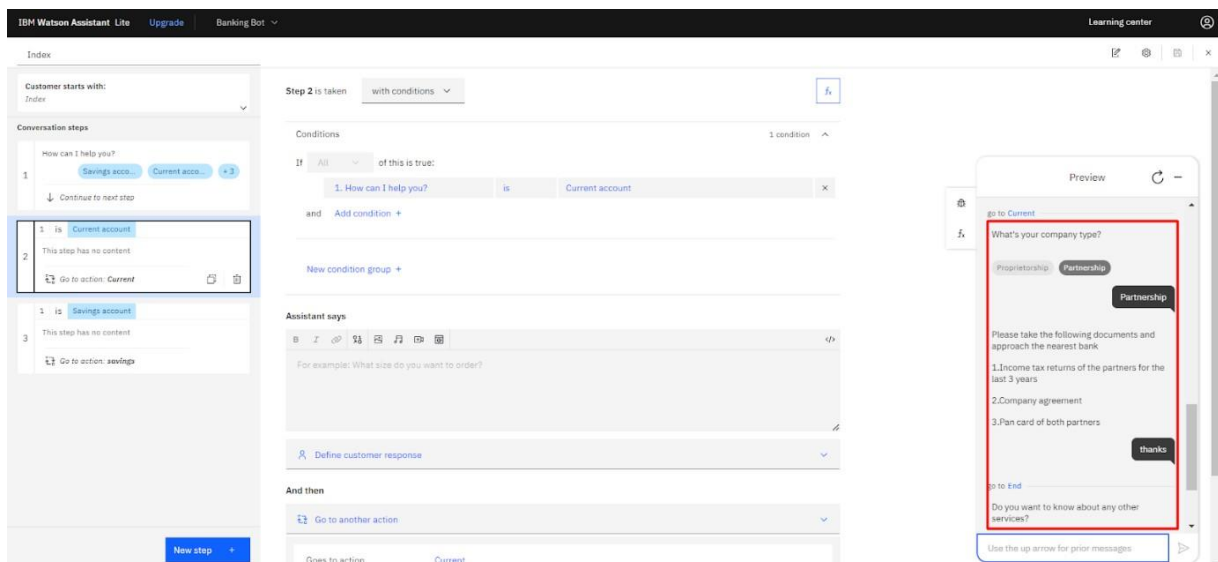 IBM Watson Assistant Lite Upgrade Banking Bot Learning center
Index
Customer starts with:
Index
Conversation steps
1
How can I help you?
Savings acco... Current acco... + 3
Continue to next step
2
1 is Current account
This step has no content
Go to action: Current
3
1 is Savings account
This step has no content
Go to action: savings
New step +
Step 2 is taken with conditions
fx
Conditions 1 condition
If All of this is true:
1. How can I help you? is Current account ×
and Add condition +
New condition group +
Assistant says
B I </>
For example: What size do you want to order?
Define customer response
And then
Go to another action
Goes to action Current
fx
Preview
go to Current
What's your company type?
Proprietorship Partnership
Partnership
Please take the following documents and
approach the nearest bank
1.Income tax returns of the partners for the
last 3 years
2.Company agreement
3.Pan card of both partners
thanks
go to End
Do you want to know about any other
services?
Use the up arrow for prior messages